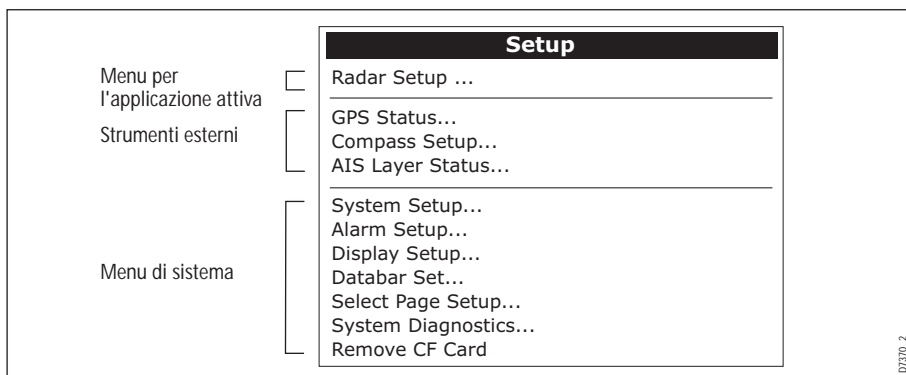 Setup
Menu per
l'applicazione attiva
Radar Setup ...
Strumenti esterni
GPS Status...
Compass Setup...
AIS Layer Status...
Menu di sistema
System Setup...
Alarm Setup...
Display Setup...
Databar Set...
Select Page Setup...
System Diagnostics...
Remove CF Card
D7370_2